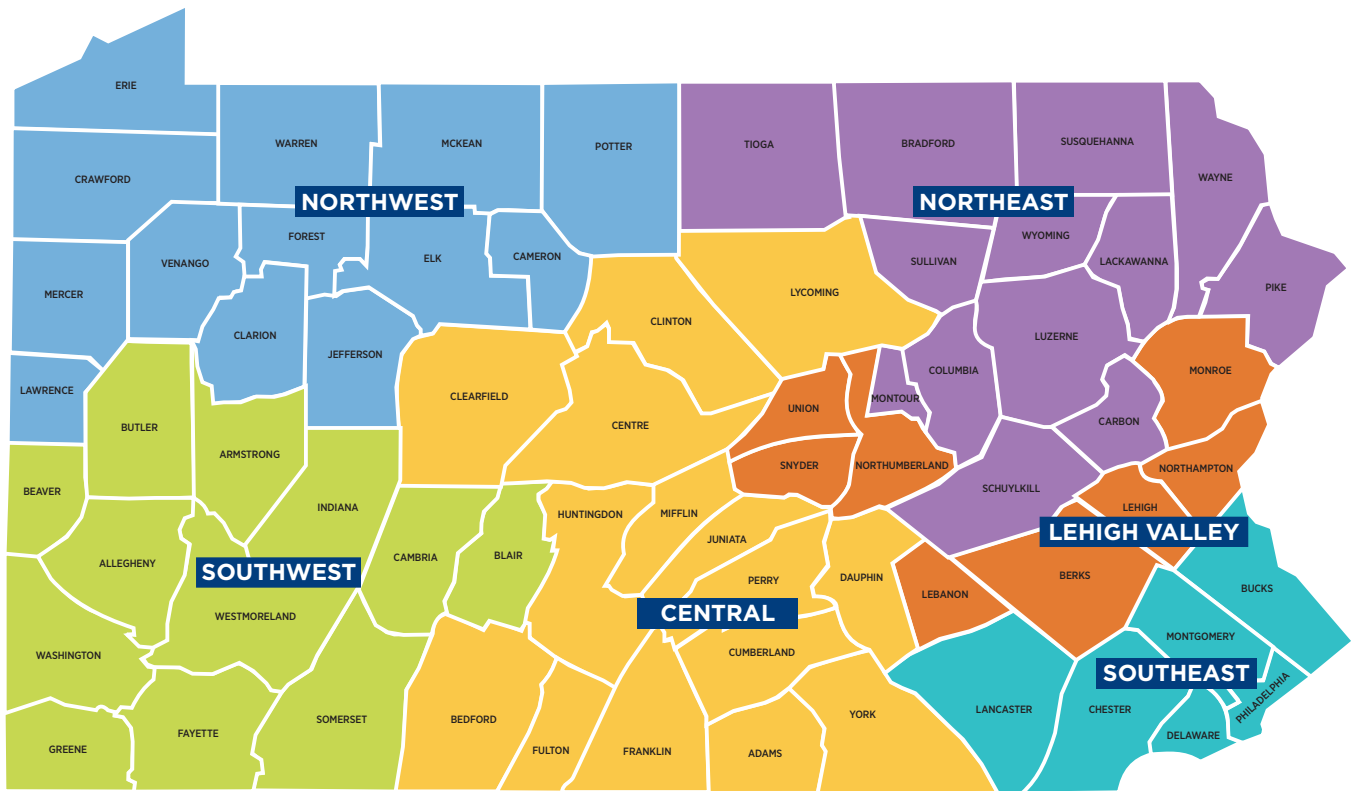 ERIE
WARREN
MCKEAN
POTTER
TIOGA
BRADFORD
SUSQUEHANNA
WAYNE
CRAWFORD
NORTHWEST
NORTHEAST
FOREST
WYOMING
VENANGO
ELK
CAMERON
SULLIVAN
LACKAWANNA
MERCER
LYCOMING
PIKE
CLARION
CLINTON
LUZERNE
JEFFERSON
COLUMBIA
MONROE
LAWRENCE
CLEARFIELD
MONTOUR
UNION
CENTRE
CARBON
BUTLER
ARMSTRONG
SNYDER
NORTHUMBERLAND
NORTHAMPTON
BEAVER
SCHUYLKILL
INDIANA
HUNTINGDON
MIFFLIN
LEHIGH
LEHIGH VALLEY
JUNIATA
ALLEGHENY
CAMBRIA
BLAIR
SOUTHWEST
PERRY
DAUPHIN
BERKS
BUCKS
LEBANON
WESTMORELAND
CENTRAL
MONTGOMERY
WASHINGTON
CUMBERLAND
SOUTHEAST
PHILADELPHIA
LANCASTER
CHESTER
SOMERSET
BEDFORD
YORK
FAYETTE
DELAWARE
GREENE
FULTON
FRANKLIN
ADAMS